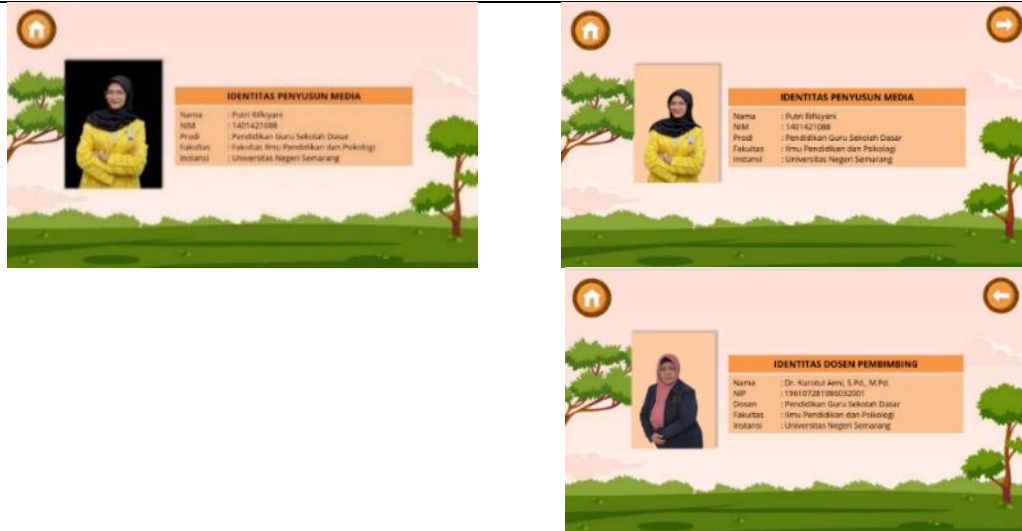 IDENTITAS PENYUSUN MEDIA
Nama : Putri Rifkiyani
NIM : 1401421088
Prodi : Pendidikan Guru Sekolah Dasar
Fakultas : Fakultas Ilmu Pendidikan dan Psikologi
Instansi : Universitas Negeri Semarang
IDENTITAS PENYUSUN MEDIA
Nama : Putri Rifkiyani
NIM : 1401421088
Prodi : Pendidikan Guru Sekolah Dasar
Fakultas : Ilmu Pendidikan dan Psikologi
Instansi : Universitas Negeri Semarang
IDENTITAS DOSEN PEMBIMBING
Nama : Dr. Kurotul Aeni, S.Pd., M.Pd.
NIP : 196107281986032001
Dosen : Pendidikan Guru Sekolah Dasar
Fakultas : Ilmu Pendidikan dan Psikologi
Instansi : Universitas Negeri Semarang